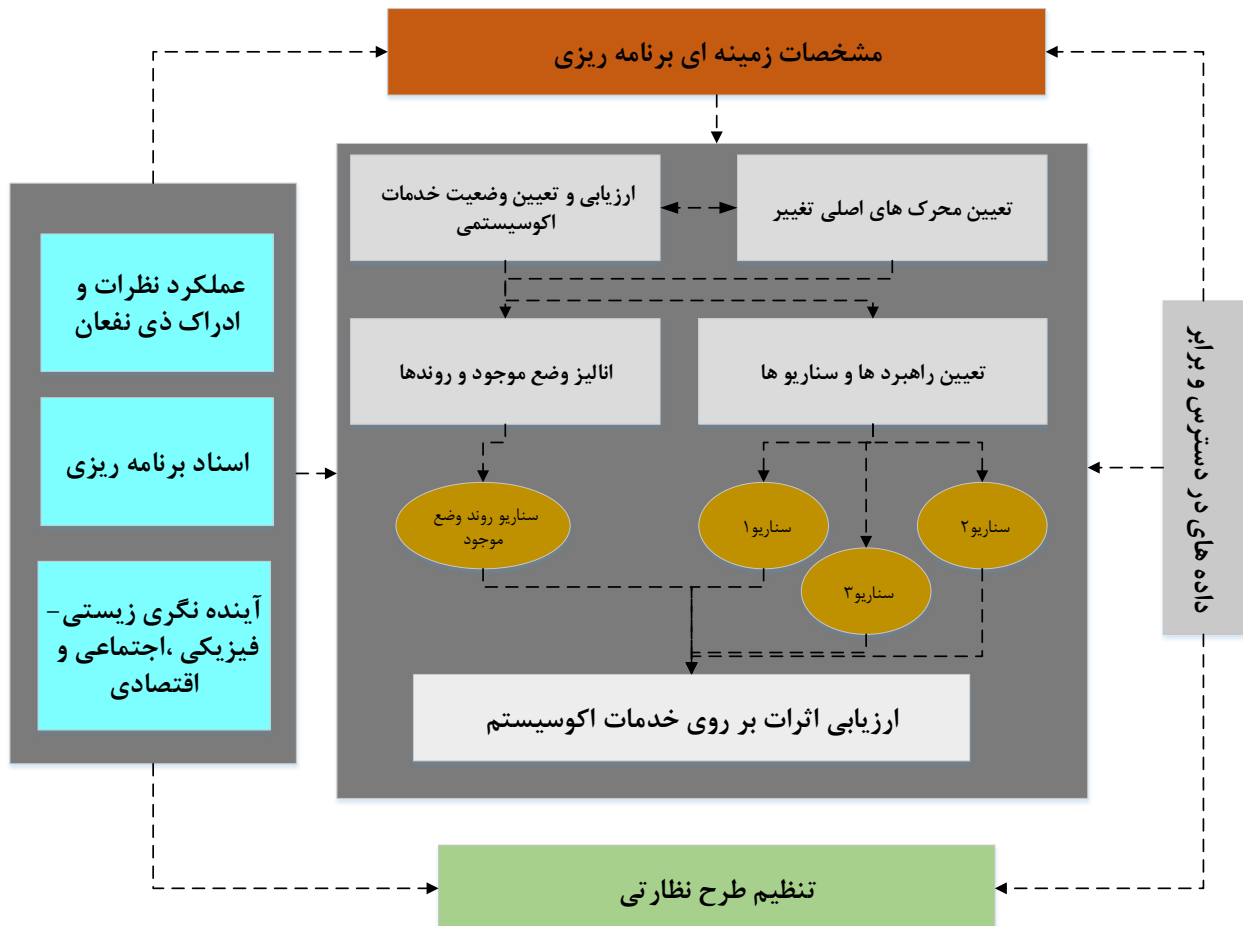 مشخصات زمینه ای برنامه ریزی
تعیین محرک های اصلی تغییر
ارزیابی و تعیین وضعیت خدمات
اکوسیستمی
عملکرد نظرات و
ادراک ذی نفعان
اسناد برنامه ریزی
آینده نگری زیستی-
فیزیکی ،اجتماعی و
اقتصادی
داده های در دسترس و برابر
تعیین راهبرد ها و سناریو ها
انالیز وضع موجود و روندها
سناریو۲
سناریو۱
سناریو۳
سناریو روند وضع
موجود
ارزیابی اثرات بر روی خدمات اکوسیستم
تنظیم طرح نظارتی